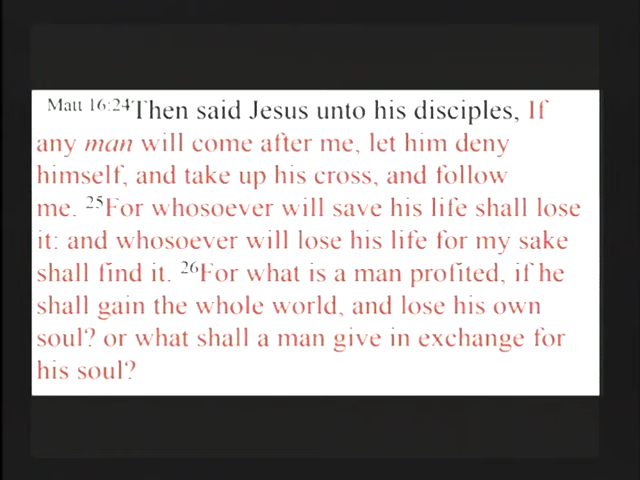 Matt 16:24Then said Jesus unto his disciples, If
any man will come after me, let him deny
himself, and take up his cross, and follow
me. 25For whosoever will save his life shall lose
it: and whosoever will lose his life for my sake
shall find it. 26For what is a man profited, if he
shall gain the whole world, and lose his own
soul? or what shall a man give in exchange for
his soul?